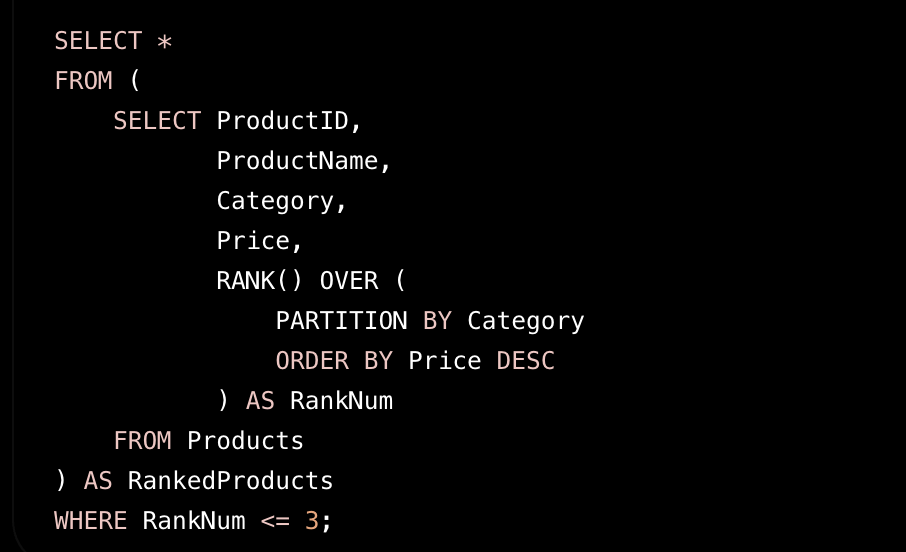 SELECT *
FROM (
    SELECT ProductID,
           ProductName,
           Category,
           Price,
           RANK() OVER (
               PARTITION BY Category
               ORDER BY Price DESC
           ) AS RankNum
    FROM Products
) AS RankedProducts
WHERE RankNum <= 3;